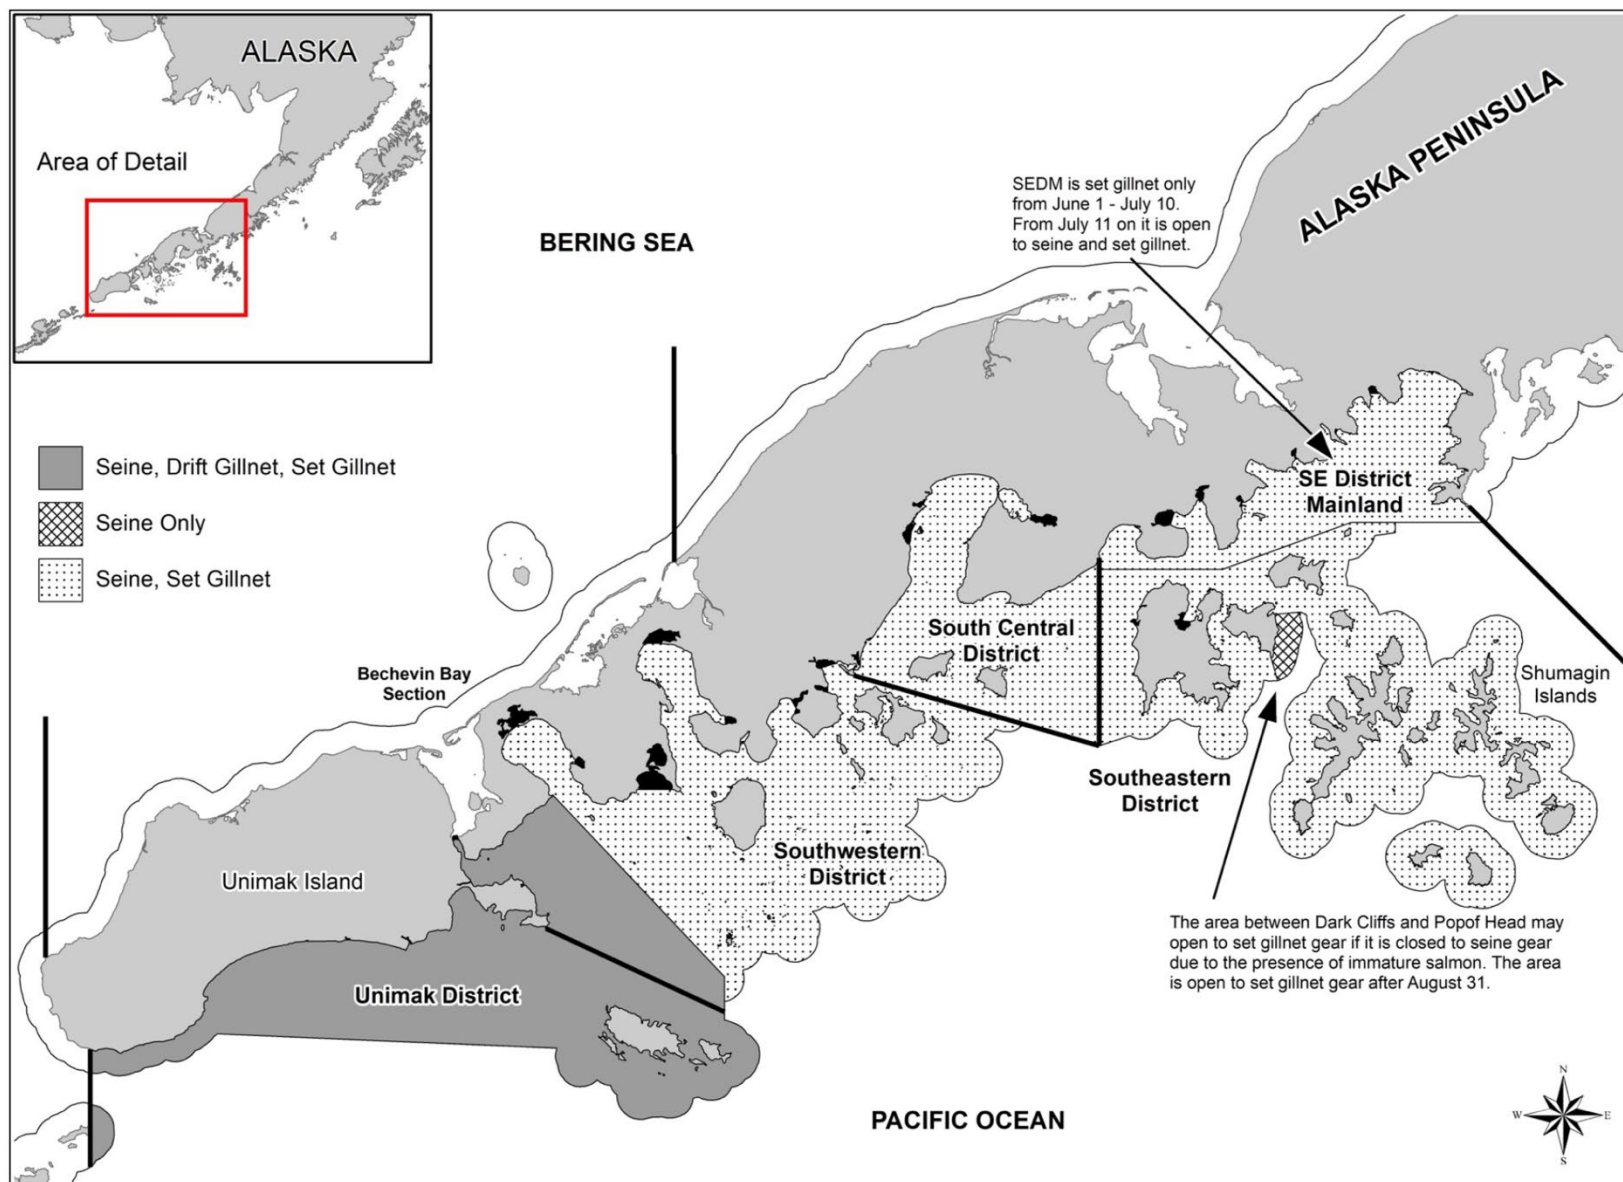 ALASKA
Area of Detail
BERING SEA
SEDM is set gillnet only
from June 1 - July 10.
From July 11 on it is open
to seine and set gillnet.
ALASKA PENINSULA
Seine, Drift Gillnet, Set Gillnet
Seine Only
Seine, Set Gillnet
SE District
Mainland
South Central
District
Bechevin Bay
Section
Shumagin
Islands
Southeastern
District
Southwestern
District
Unimak Island
Unimak District
The area between Dark Cliffs and Popof Head may
open to set gillnet gear if it is closed to seine gear
due to the presence of immature salmon. The area
is open to set gillnet gear after August 31.
PACIFIC OCEAN
N
W E
S